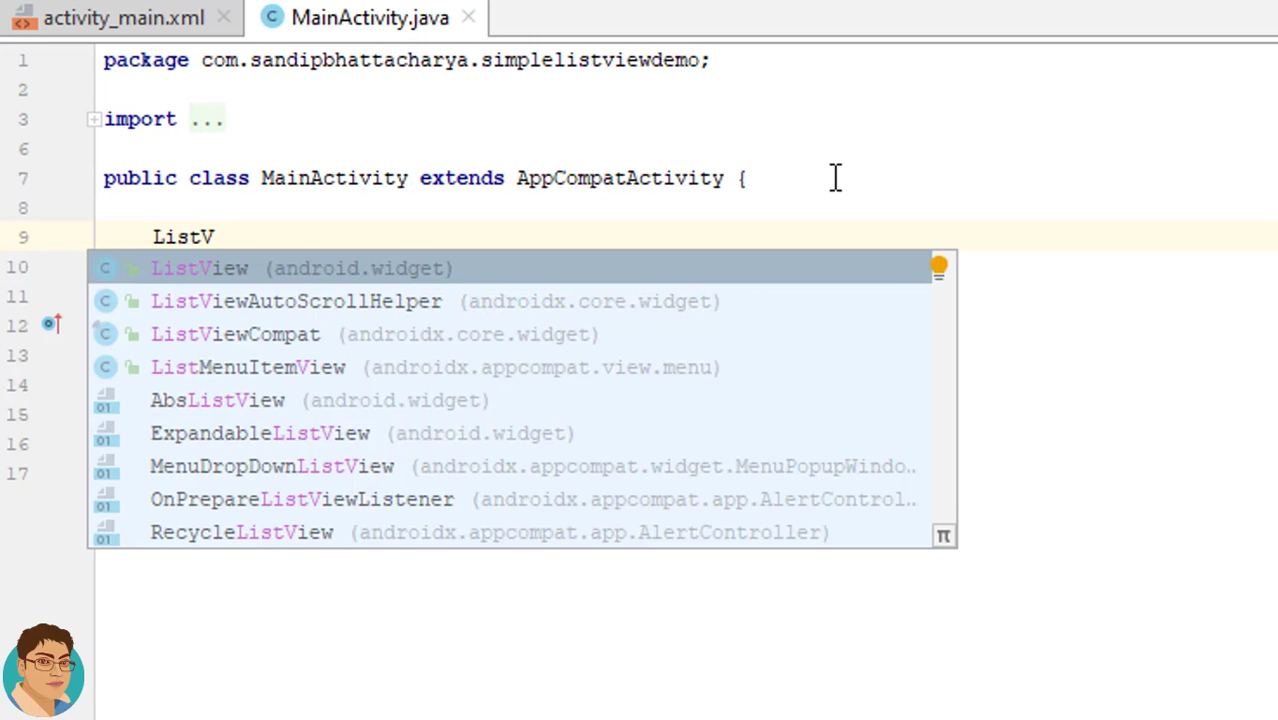 activity_main.xml
MainActivity.java
1 package com.sandipbhattacharya.simplelistviewdemo;
2
3 import ...
6
7 public class MainActivity extends AppCompatActivity {
8
9 ListV
10 ListView (android.widget)
11 ListViewAutoScrollHelper (androidx.core.widget)
12 ListViewCompat (androidx.core.widget)
13 ListMenuItemView (androidx.appcompat.view.menu)
14 AbsListView (android.widget)
15 ExpandableListView (android.widget)
16 MenuDropDownListView (androidx.appcompat.widget.MenuPopupWindo…
17 OnPrepareListViewListener (androidx.appcompat.app.AlertControl…
RecycleListView (androidx.appcompat.app.AlertController)
π